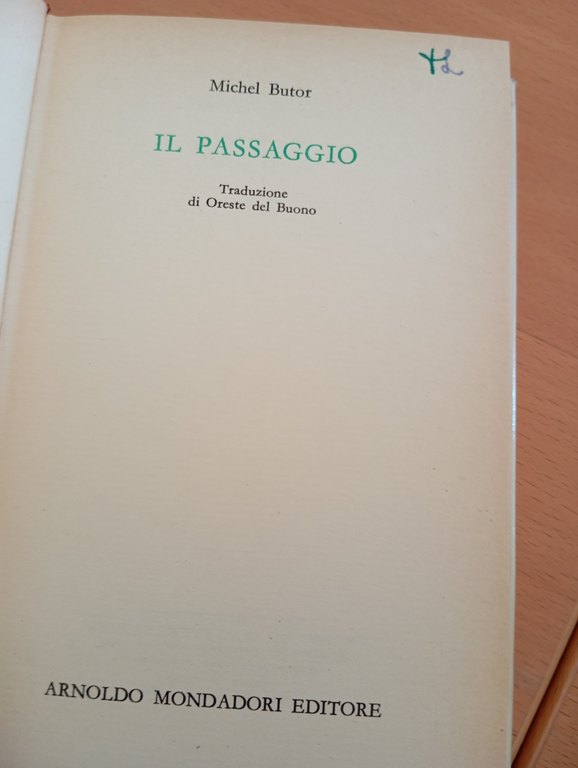 Michel Butor
IL PASSAGGIO
Traduzione
di Oreste del Buono
ARNOLDO MONDADORI EDITORE